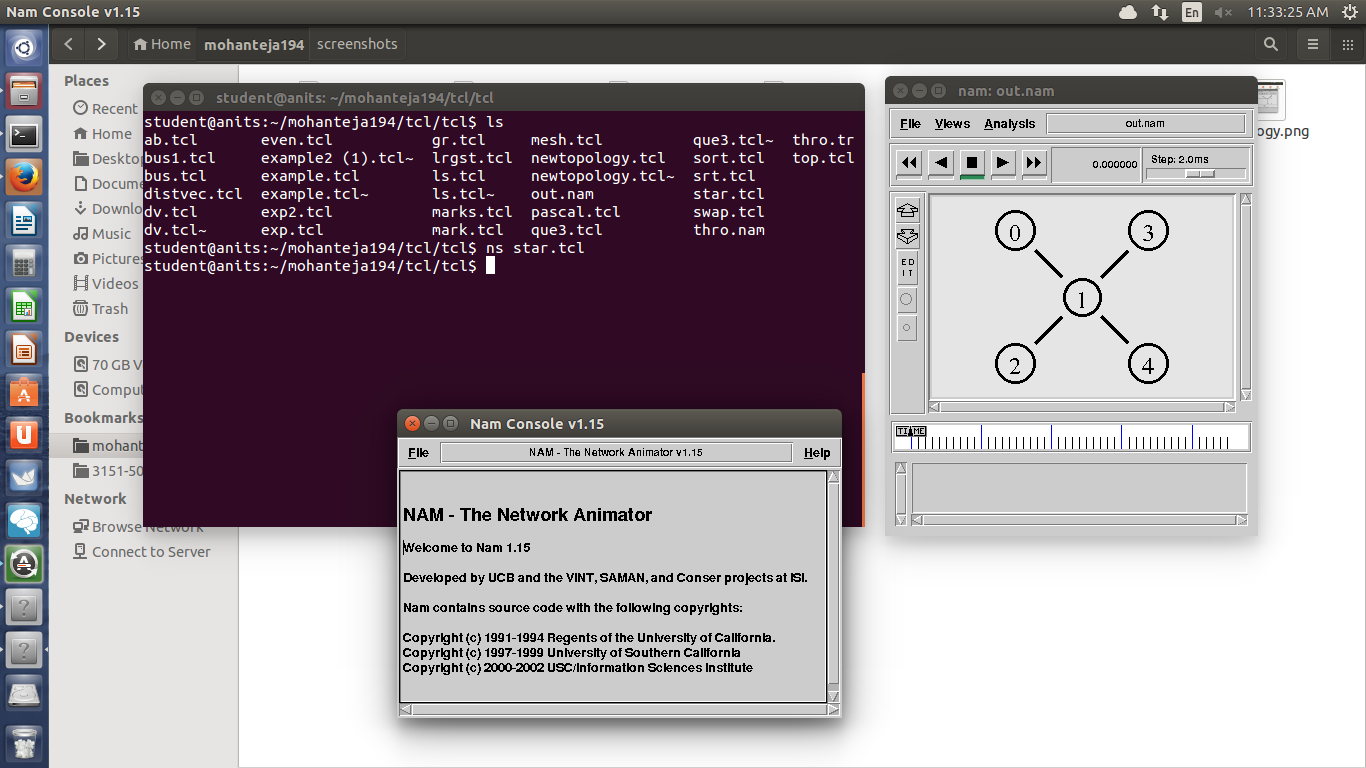 Nam Console v1.15
En
11:33:25 AM
Home mohanteja194 screenshots
Places
Recent
Home
Desktop
Docume
Downlo
Music
Pictures
Videos
Trash
Devices
70 GB V
Comput
Bookmarks
mohant
3151-50
Network
Browse Network
Connect to Server
student@anits: ~/mohanteja194/tcl/tcl
student@anits:~/mohanteja194/tcl/tcl$ ls
ab.tcl even.tcl gr.tcl mesh.tcl que3.tcl~ thro.tr
bus1.tcl example2 (1).tcl~ lrgst.tcl newtopology.tcl sort.tcl top.tcl
bus.tcl example.tcl ls.tcl newtopology.tcl~ srt.tcl
distvec.tcl example.tcl~ ls.tcl~ out.nam star.tcl
dv.tcl exp2.tcl marks.tcl pascal.tcl swap.tcl
dv.tcl~ exp.tcl mark.tcl que3.tcl thro.nam
student@anits:~/mohanteja194/tcl/tcl$ ns star.tcl
student@anits:~/mohanteja194/tcl/tcl$
nam: out.nam
File Views Analysis out.nam
0.000000 Step: 2.0ms
EDIT
0 3
1
2 4
TIME
ogy.png
Nam Console v1.15
File NAM - The Network Animator v1.15 Help
NAM - The Network Animator
Welcome to Nam 1.15
Developed by UCB and the VINT, SAMAN, and Conser projects at ISI.
Nam contains source code with the following copyrights:
Copyright (c) 1991-1994 Regents of the University of California.
Copyright (c) 1997-1999 University of Southern California
Copyright (c) 2000-2002 USC/Information Sciences Institute